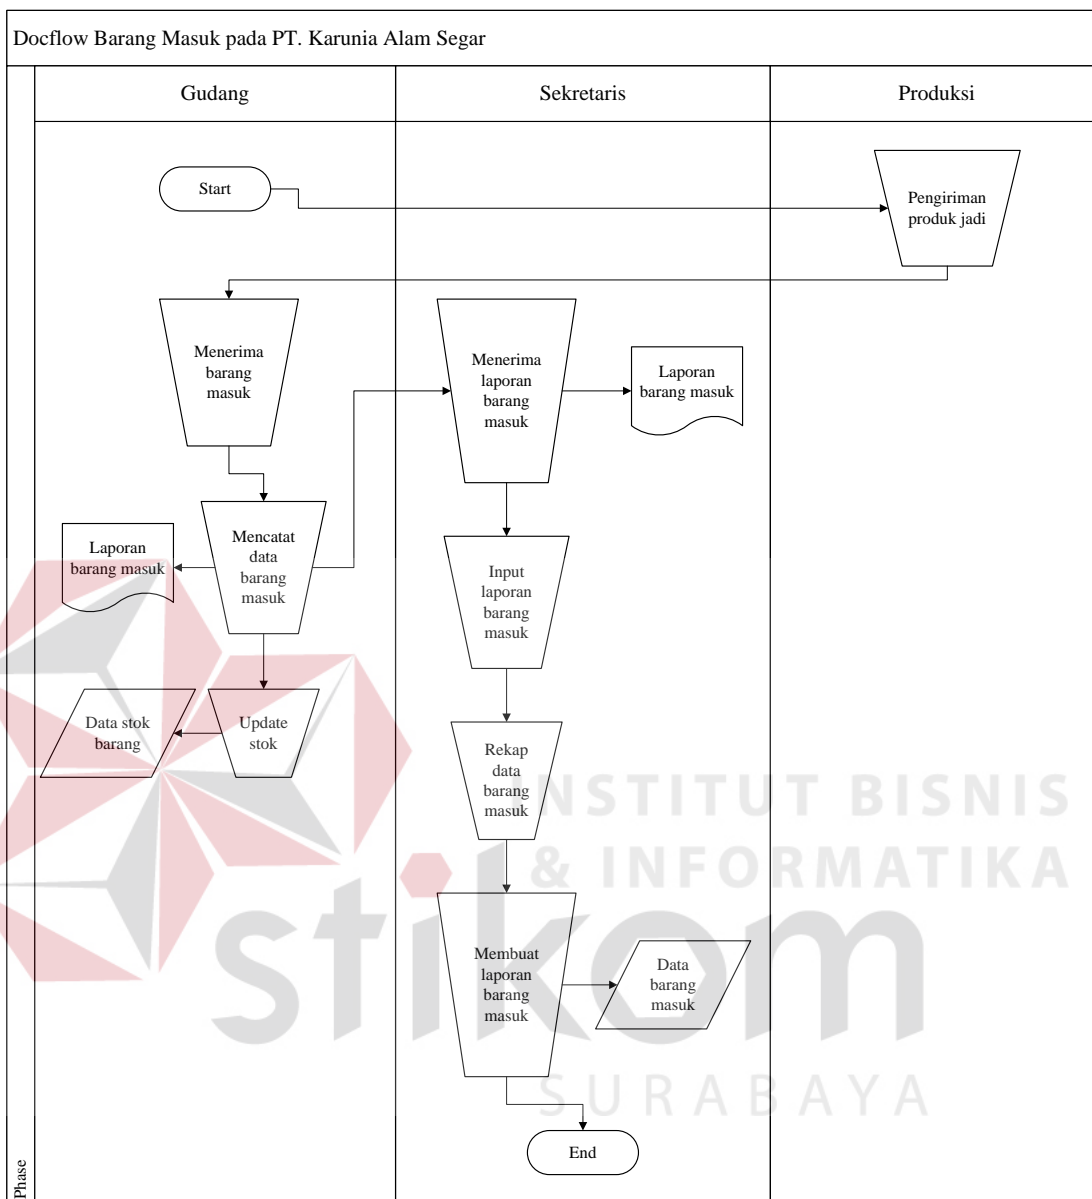 Docflow Barang Masuk pada PT. Karunia Alam Segar
Gudang
Sekretaris
Produksi
Start
Pengiriman
produk jadi
Menerima
barang
masuk
Menerima
laporan
barang
masuk
Laporan
barang masuk
Mencatat
data
barang
masuk
Laporan
barang masuk
Input
laporan
barang
masuk
Data stok
barang
Update
stok
Rekap
data
barang
masuk
Membuat
laporan
barang
masuk
Data
barang
masuk
End
Phase
INSTITUT BISNIS
& INFORMATIKA
stikom
SURABAYA